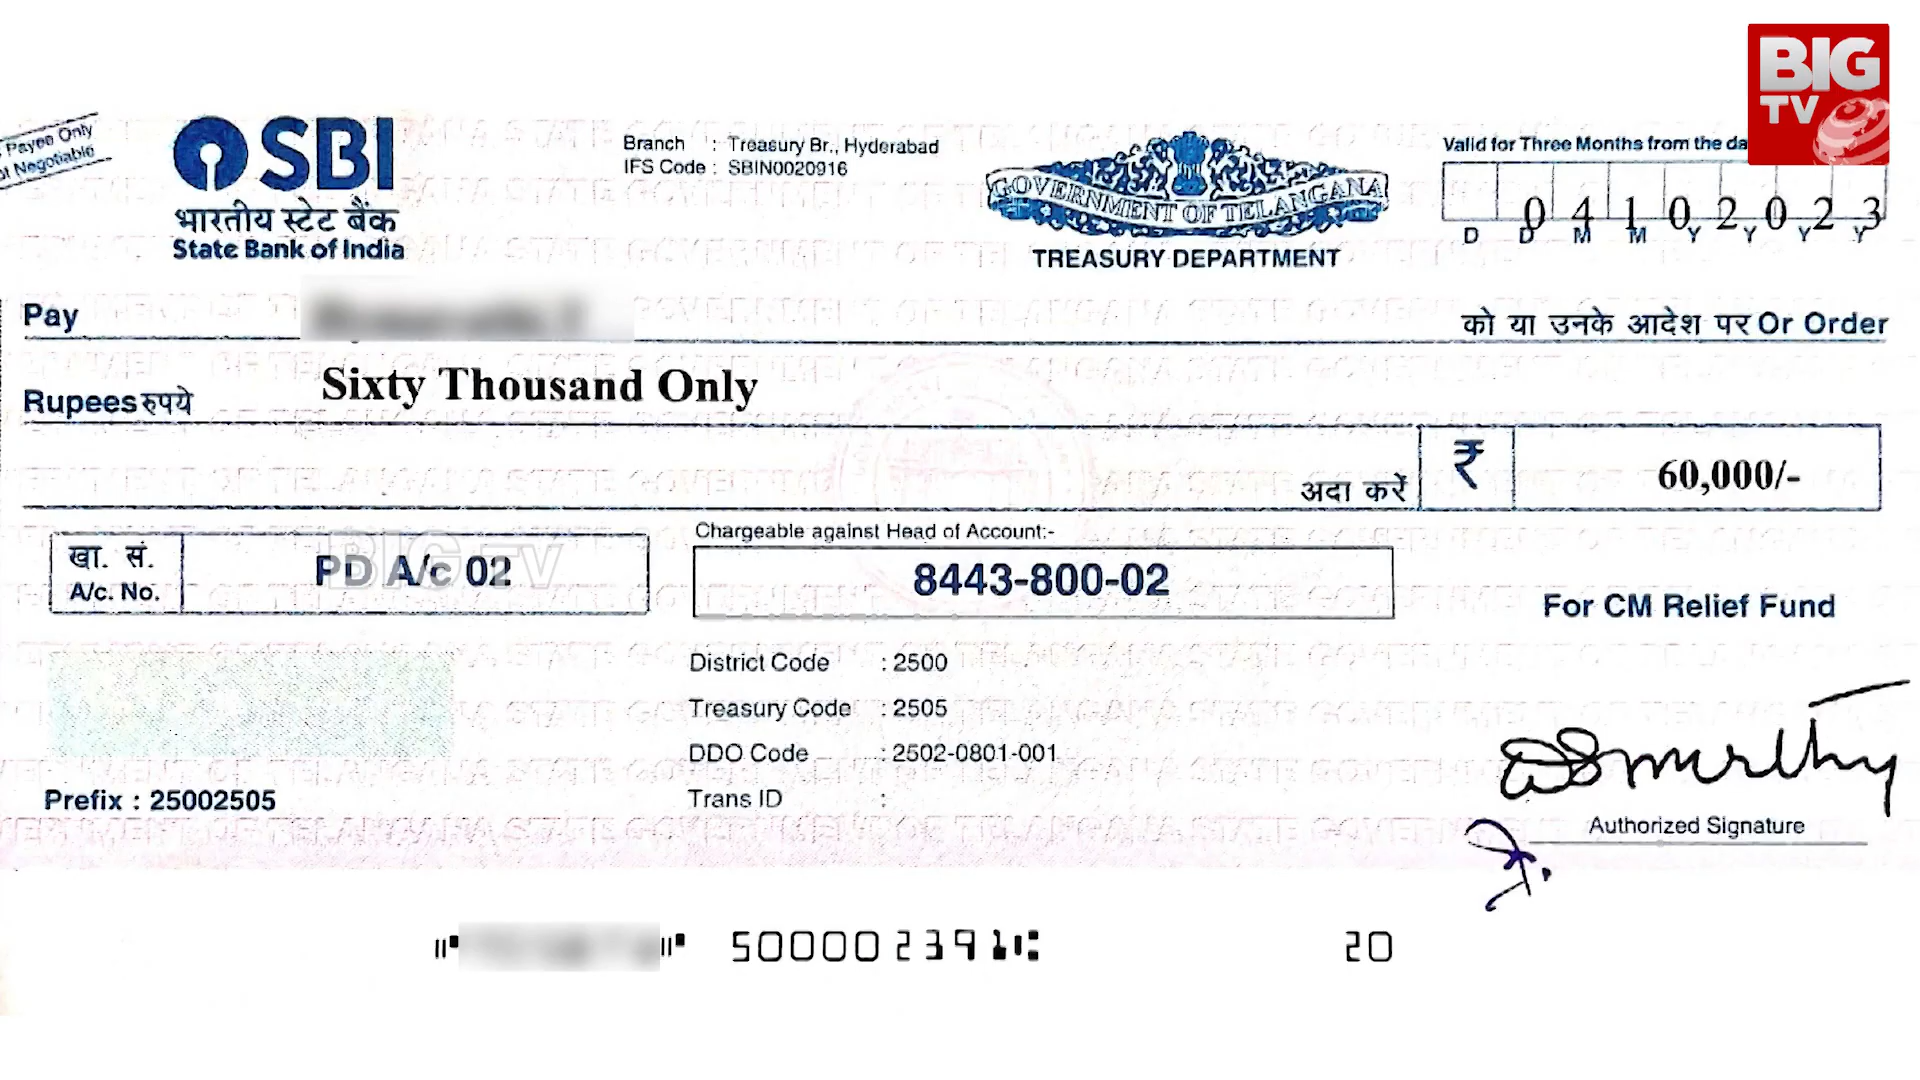 BIG
TV
Payee Only
Negotiable
SBI
भारतीय स्टेट बैंक
State Bank of India
Branch : Treasury Br., Hyderabad
IFS Code : SBIN0020916
GOVERNMENT OF TELANGANA
TREASURY DEPARTMENT
Valid for Three Months from the da
0 4 1 0 2 0 2 3
D D M M Y Y Y Y
Pay
को या उनके आदेश पर Or Order
Rupees रुपये Sixty Thousand Only
अदा करें ₹ 60,000/-
खा. सं.
A/c. No.
PD A/c 02
BIG TV
Chargeable against Head of Account:-
8443-800-02
For CM Relief Fund
District Code : 2500
Treasury Code : 2505
DDO Code : 2502-0801-001
Trans ID :
Prefix : 25002505
Authorized Signature
500002391 20